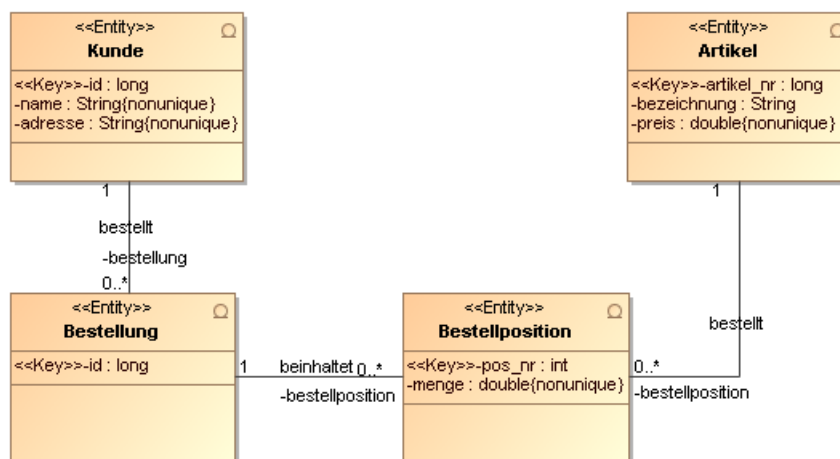 <<Entity>>
Kunde
<<Key>>-id : long
-name : String{nonunique}
-adresse : String{nonunique}
<<Entity>>
Artikel
<<Key>>-artikel_nr : long
-bezeichnung : String
-preis : double{nonunique}
1
bestellt
-bestellung
0..*
1
bestellt
<<Entity>>
Bestellung
<<Key>>-id : long
1
beinhaltet
0..*
-bestellposition
<<Entity>>
Bestellposition
<<Key>>-pos_nr : int
-menge : double{nonunique}
0..*
-bestellposition